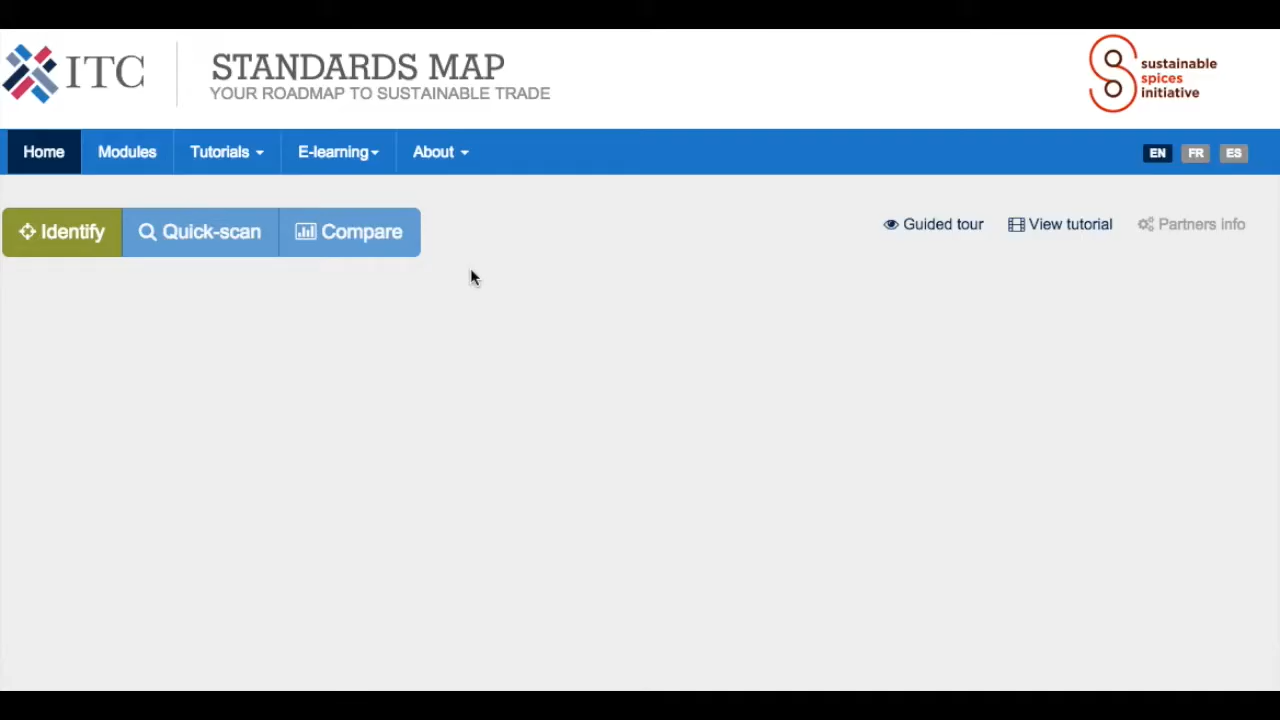 ITC
STANDARDS MAP
YOUR ROADMAP TO SUSTAINABLE TRADE
sustainable
spices
initiative
Home Modules Tutorials E-learning About EN FR ES
Identify Quick-scan Compare Guided tour View tutorial Partners info